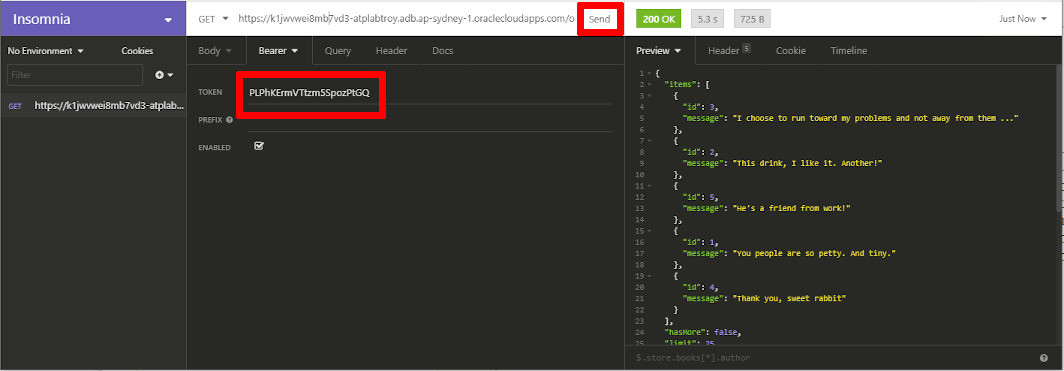 Insomnia
GET https://k1jwvwei8mb7vd3-atplabtroy.adb.ap-sydney-1.oraclecloudapps.com/o Send 200 OK 5.3 s 725 B Just Now
No Environment Cookies
Filter
GET https://k1jwvwei8mb7vd3-atplab...
Body Bearer Query Header Docs
TOKEN PLPhKErmVTtzm5SpozPtGQ
PREFIX
ENABLED
Preview Header 5 Cookie Timeline
1 {
2 "items": [
3 {
4 "id": 3,
5 "message": "I choose to run toward my problems and not away from them ..."
6 },
7 {
8 "id": 2,
9 "message": "This drink, I like it. Another!"
10 },
11 {
12 "id": 5,
13 "message": "He's a friend from work!"
14 },
15 {
16 "id": 1,
17 "message": "You people are so petty. And tiny."
18 },
19 {
20 "id": 4,
21 "message": "Thank you, sweet rabbit"
22 }
23 ],
24 "hasMore": false,
25 "limit": 25,
$.store.books[*].author